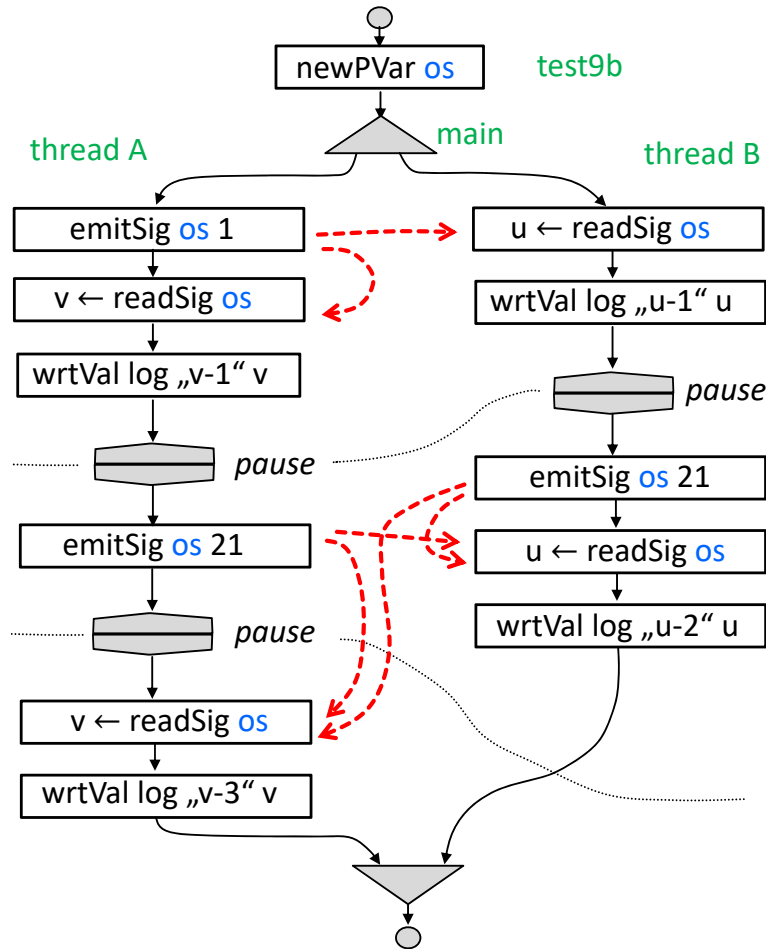 newPVar os
test9b
main
thread A
thread B
emitSig os 1
u ← readSig os
v ← readSig os
wrtVal log „u-1“ u
wrtVal log „v-1“ v
pause
pause
emitSig os 21
emitSig os 21
u ← readSig os
wrtVal log „u-2“ u
pause
v ← readSig os
wrtVal log „v-3“ v